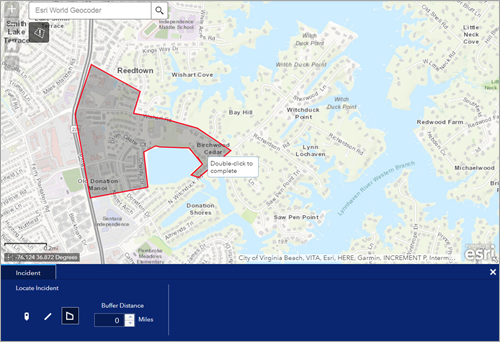 Esri World Geocoder
Smith
Lake
Terrace
Independence
Middle School
Witch Duck
Point
Little
Neck
Cove
Kings Way Dr
Reedtown
Wishart Cove
Witch Duck Bay
Bay Hill
Witchduck
Point
Redwood Farm
Birchwood
Cedar
Double-click to
complete
Lynn
Lochaven
Michaelwood
Old Donation
Manor
Donation
Shores
Saw Pen Point
Lynnhaven River Western Branch
Independence
Pembroke
Meadows
Elementary
0.2mi
-76.124 36.872 Degrees
City of Virginia Beach, VITA, Esri, HERE, Garmin, INCREMENT P, Interm...
esri
Incident
Locate Incident
Buffer Distance
0 Miles